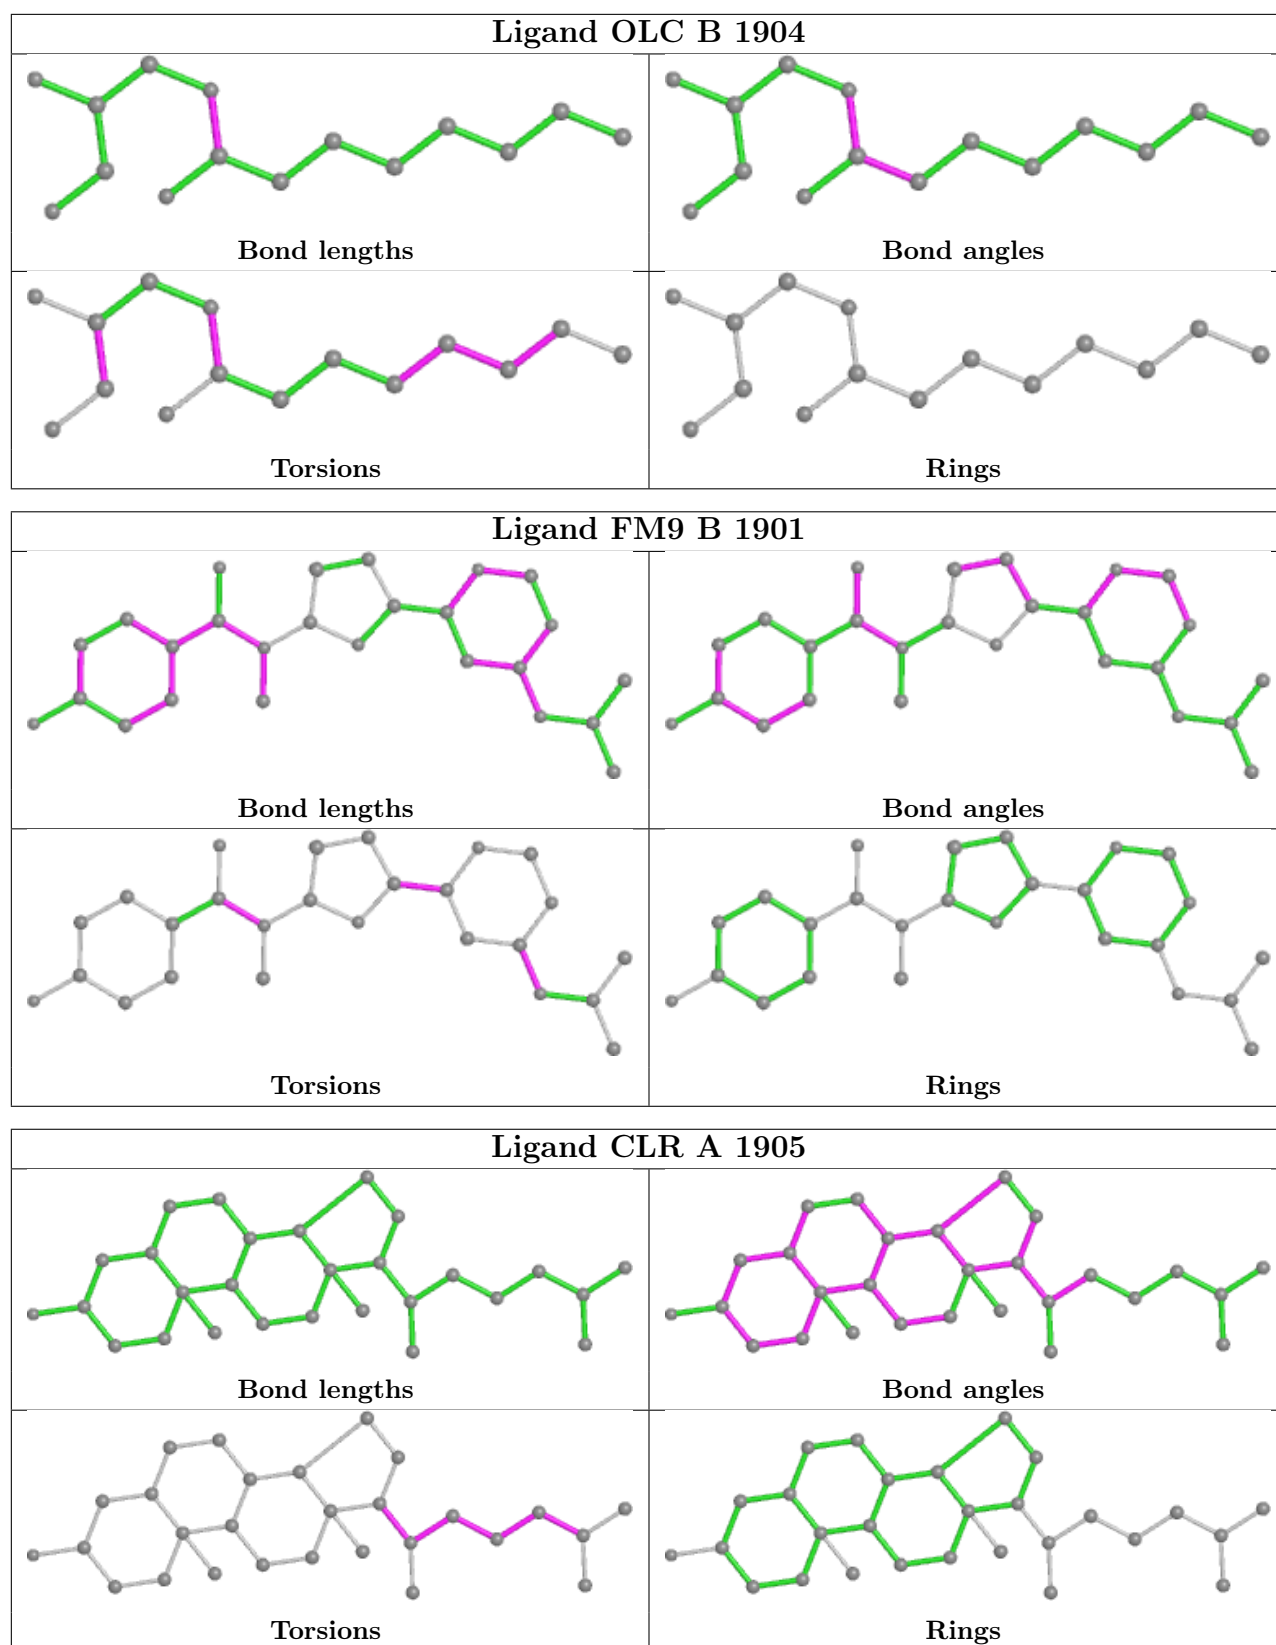 Ligand OLC B 1904
Bond lengths
Bond angles
Torsions
Rings
Ligand FM9 B 1901
Bond lengths
Bond angles
Torsions
Rings
Ligand CLR A 1905
Bond lengths
Bond angles
Torsions
Rings